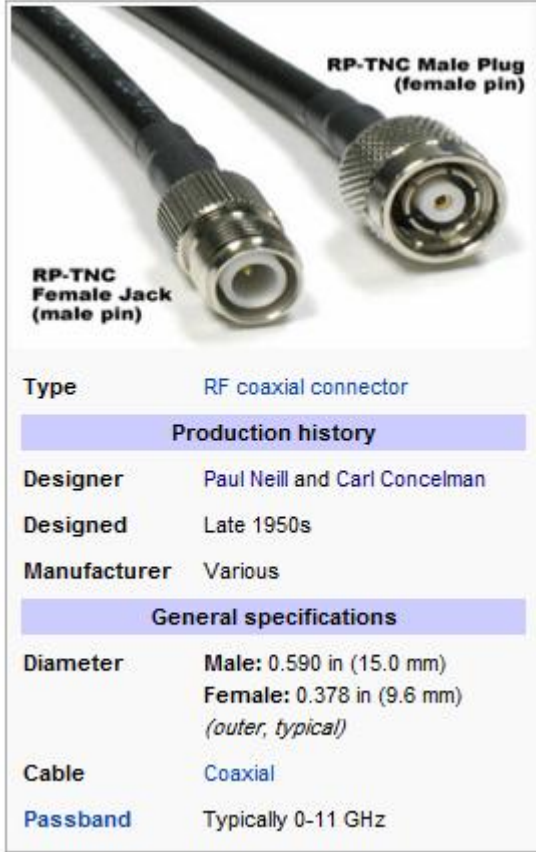 RP-TNC Male Plug
(female pin)
RP-TNC
Female Jack
(male pin)
Type RF coaxial connector
Production history
Designer Paul Neill and Carl Concelman
Designed Late 1950s
Manufacturer Various
General specifications
Diameter Male: 0.590 in (15.0 mm)
Female: 0.378 in (9.6 mm)
(outer, typical)
Cable Coaxial
Passband Typically 0-11 GHz